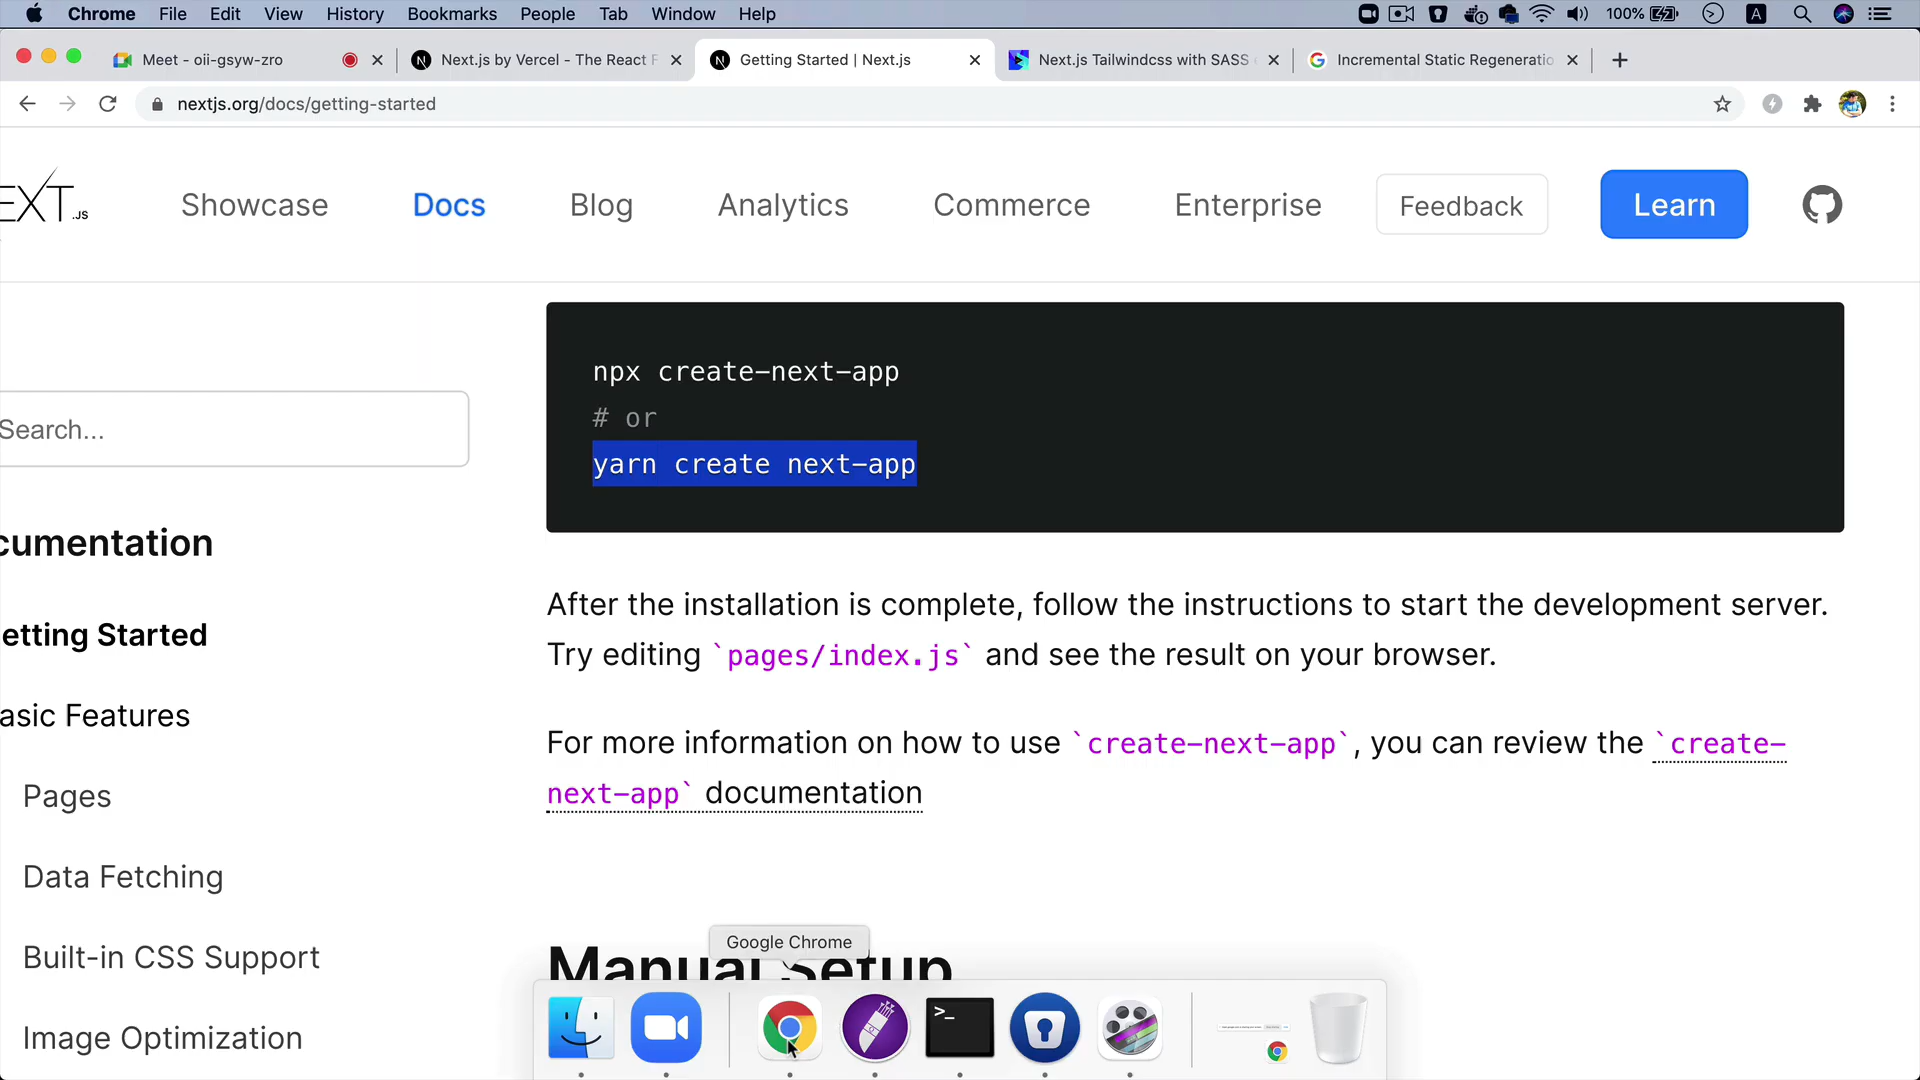 Chrome File Edit View History Bookmarks People Tab Window Help 100%
Meet - oii-gsyw-zro Next.js by Vercel - The React F Getting Started | Next.js Next.js Tailwindcss with SASS Incremental Static Regeneratio
nextjs.org/docs/getting-started
EXT.JS Showcase Docs Blog Analytics Commerce Enterprise Feedback Learn
npx create-next-app
# or
yarn create next-app
Search...
cumentation
etting Started
asic Features
Pages
Data Fetching
Built-in CSS Support
Image Optimization
After the installation is complete, follow the instructions to start the development server.
Try editing `pages/index.js` and see the result on your browser.
For more information on how to use `create-next-app`, you can review the `create-
next-app` documentation
Manual Setup
Google Chrome